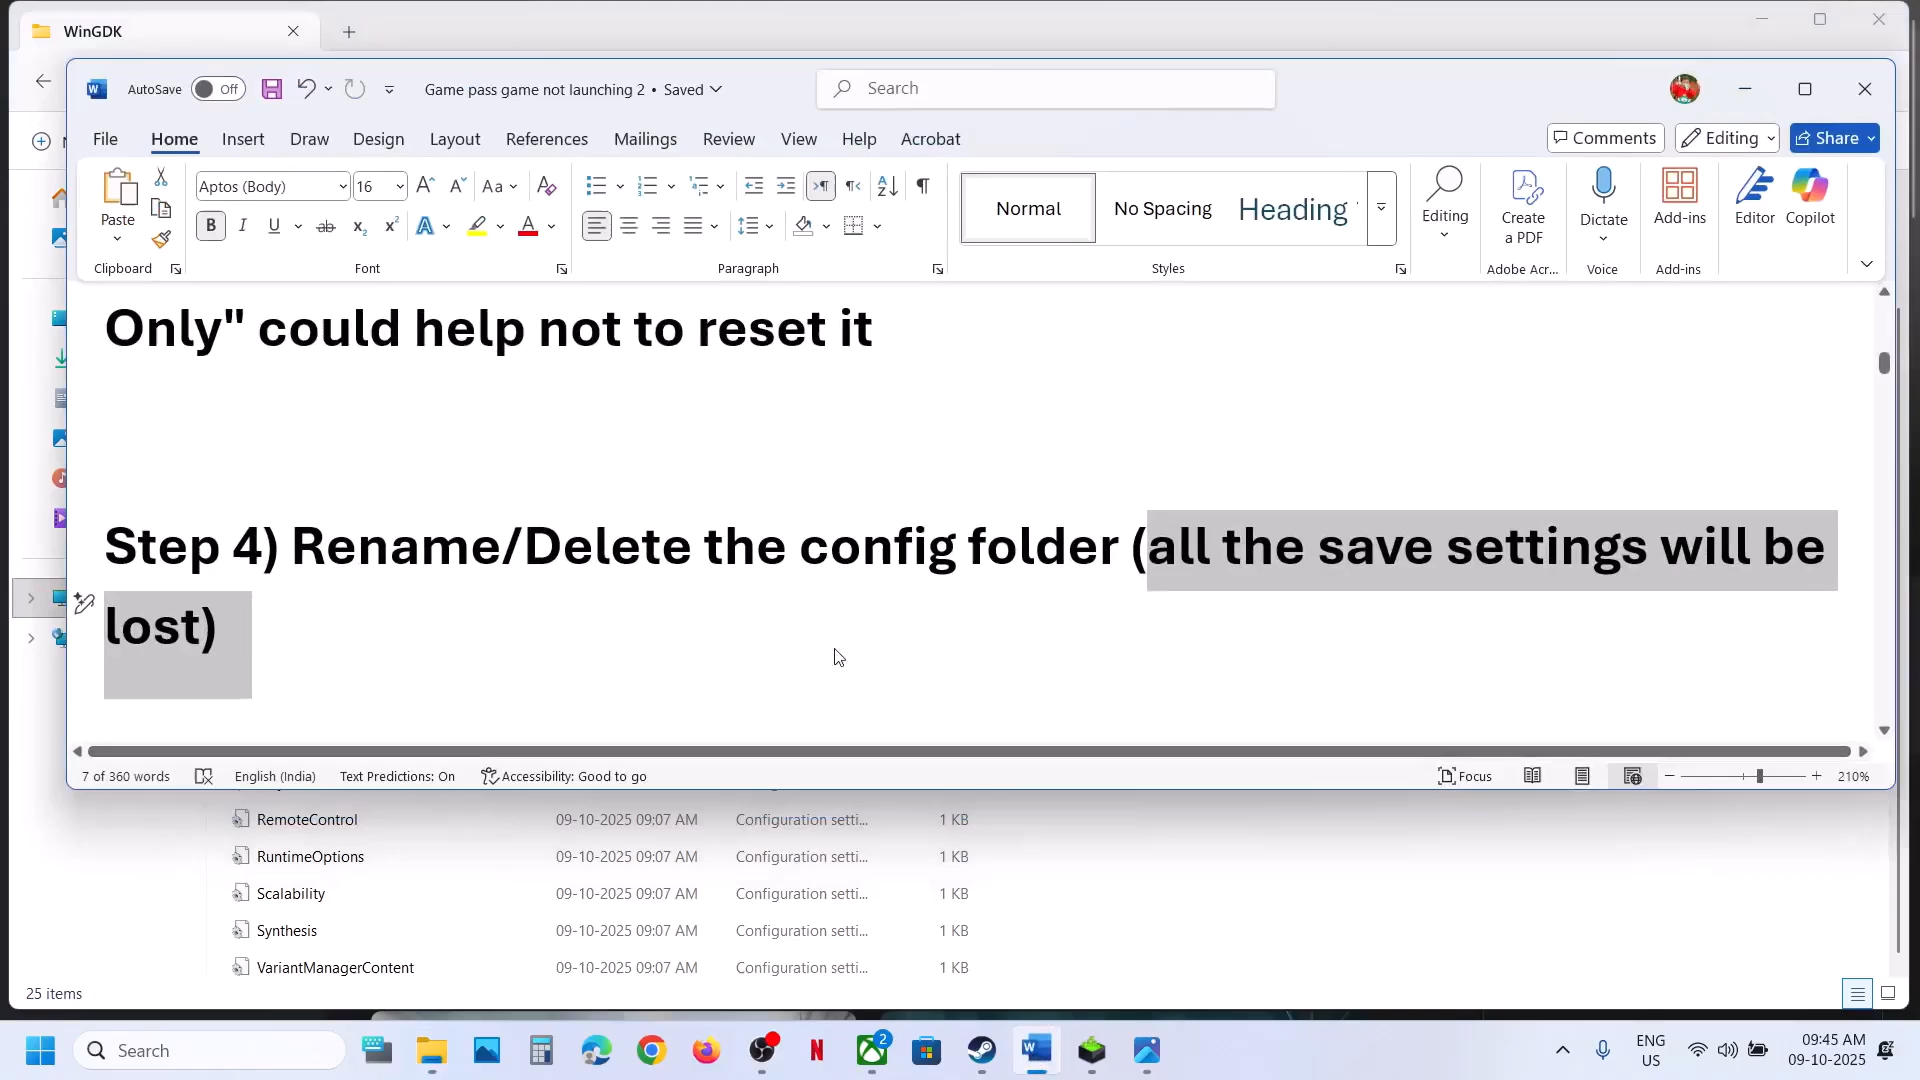 WinGDK
AutoSave
Off
Game pass game not launching 2 • Saved
Search
File
Home
Insert
Draw
Design
Layout
References
Mailings
Review
View
Help
Acrobat
Comments
Editing
Share
Paste
Aptos (Body)
16
Normal
No Spacing
Heading
Editing
Create
a PDF
Dictate
Add-ins
Editor
Copilot
Clipboard
Font
Paragraph
Styles
Adobe Acr...
Voice
Add-ins
Only" could help not to reset it
Step 4) Rename/Delete the config folder (all the save settings will be
lost)
7 of 360 words
English (India)
Text Predictions: On
Accessibility: Good to go
Focus
210%
RemoteControl 09-10-2025 09:07 AM Configuration setti... 1 KB
RuntimeOptions 09-10-2025 09:07 AM Configuration setti... 1 KB
Scalability 09-10-2025 09:07 AM Configuration setti... 1 KB
Synthesis 09-10-2025 09:07 AM Configuration setti... 1 KB
VariantManagerContent 09-10-2025 09:07 AM Configuration setti... 1 KB
25 items
Search
2
ENG
US
09:45 AM
09-10-2025